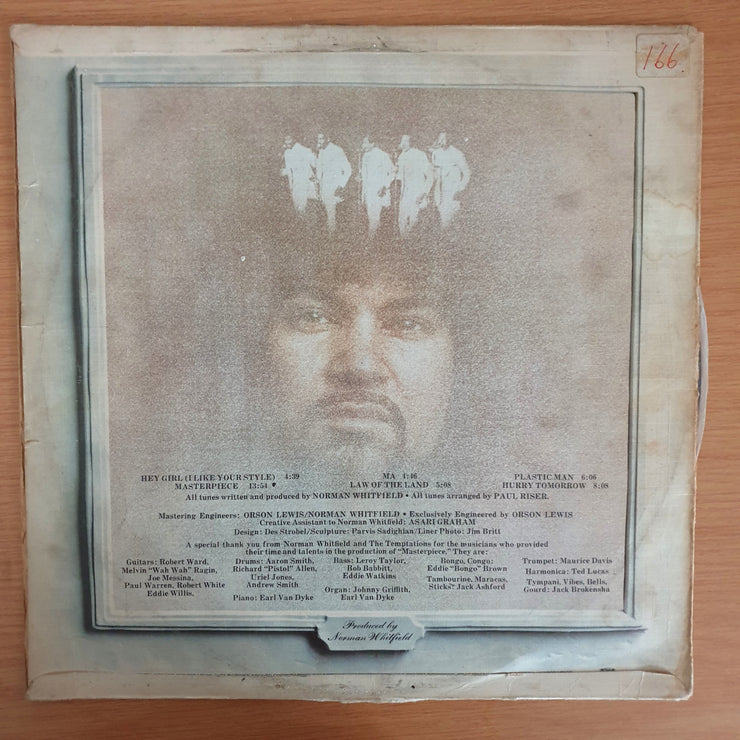 166
HEY GIRL (I LIKE YOUR STYLE) 4:39 MA 4:46 PLASTIC MAN 6:06
MASTERPIECE 13:54 LAW OF THE LAND 5:08 HURRY TOMORROW 8:08
All tunes written and produced by NORMAN WHITFIELD • All tunes arranged by PAUL RISER.
Mastering Engineers: ORSON LEWIS/NORMAN WHITFIELD • Exclusively Engineered by ORSON LEWIS
Creative Assistant to Norman Whitfield: ASARI GRAHAM
Design: Des Strobel/Sculpture: Parvis Sadighian/Liner Photo: Jim Britt
A special thank you from Norman Whitfield and The Temptations for the musicians who provided
their time and talents in the production of "Masterpiece." They are:
Guitars: Robert Ward,
Melvin "Wah Wah" Ragin,
Joe Messina,
Paul Warren, Robert White
Eddie Willis,
Drums: Aaron Smith,
Richard "Pistol" Allen,
Uriel Jones,
Andrew Smith
Piano: Earl Van Dyke
Bass: Leroy Taylor,
Bob Babbitt,
Eddie Watkins
Organ: Johnny Griffith,
Earl Van Dyke
Bongo, Congo:
Eddie "Bongo" Brown
Tambourine, Maracas,
Sticks: Jack Ashford
Trumpet: Maurice Davis
Harmonica: Ted Lucas
Tympani, Vibes, Bells,
Gourd: Jack Brokensha
Produced by
Norman Whitfield